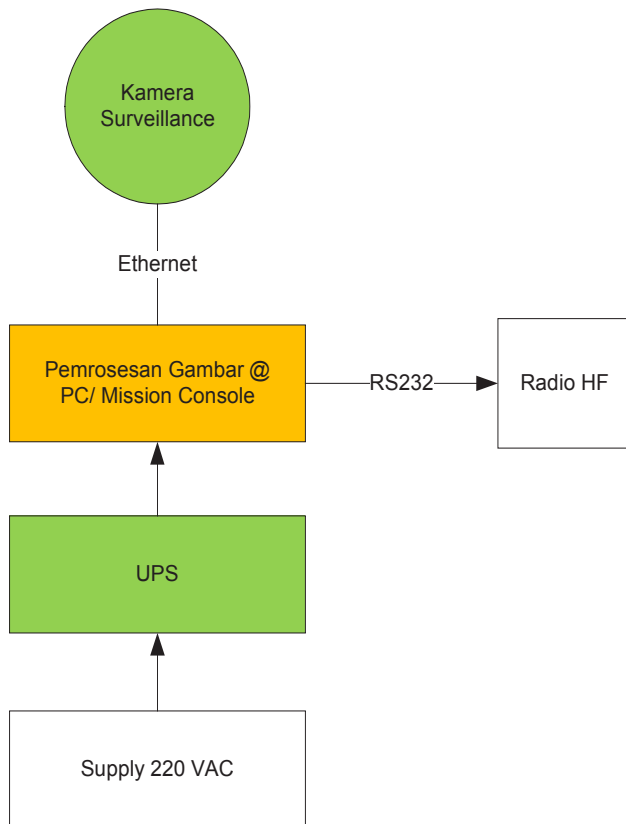 Kamera
Surveillance
Ethernet
Pemrosesan Gambar @
PC/ Mission Console
RS232
Radio HF
UPS
Supply 220 VAC